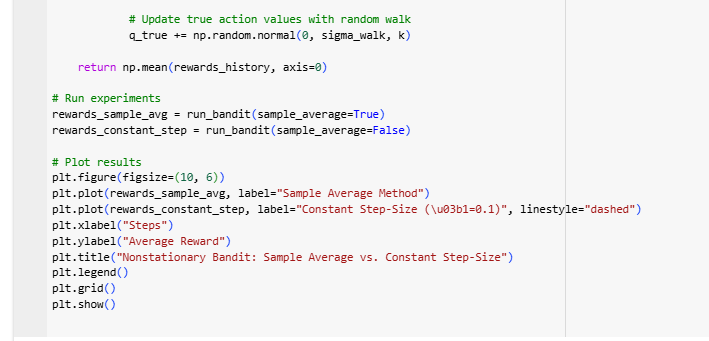 # Update true action values with random walk
q_true += np.random.normal(0, sigma_walk, k)
return np.mean(rewards_history, axis=0)
# Run experiments
rewards_sample_avg = run_bandit(sample_average=True)
rewards_constant_step = run_bandit(sample_average=False)
# Plot results
plt.figure(figsize=(10, 6))
plt.plot(rewards_sample_avg, label="Sample Average Method")
plt.plot(rewards_constant_step, label="Constant Step-Size (\u03b1=0.1)", linestyle="dashed")
plt.xlabel("Steps")
plt.ylabel("Average Reward")
plt.title("Nonstationary Bandit: Sample Average vs. Constant Step-Size")
plt.legend()
plt.grid()
plt.show()